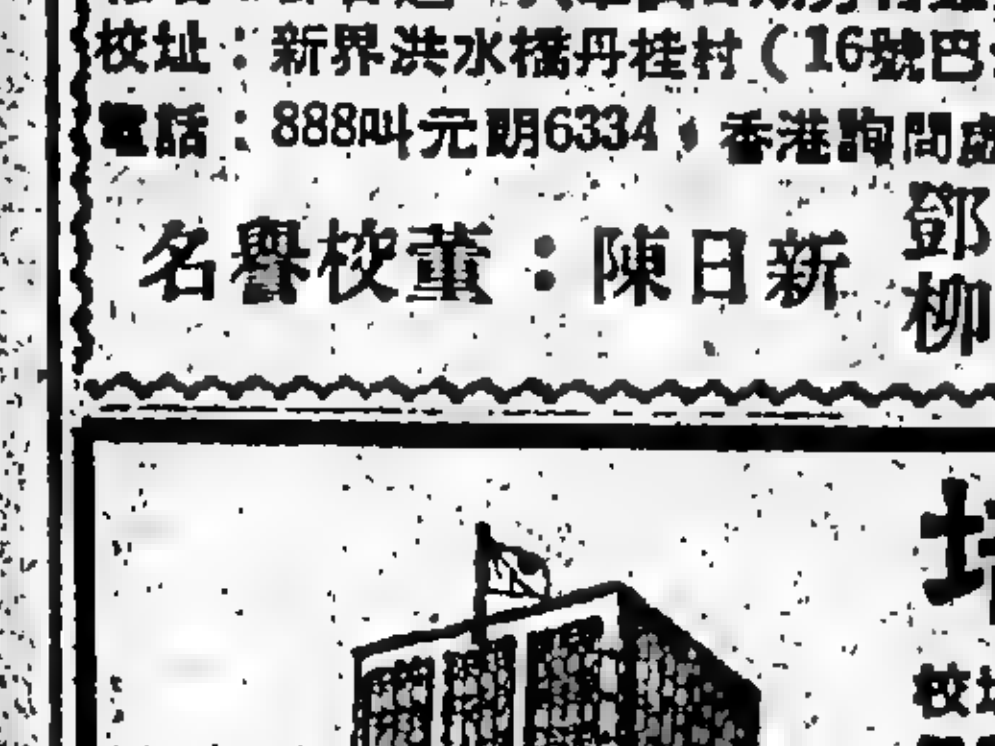 校址：新界洪水橋丹桂村（16號巴
電話：888叫元朗6334，香港詢問處
名譽校董：陳日新
鄧
柳
校址